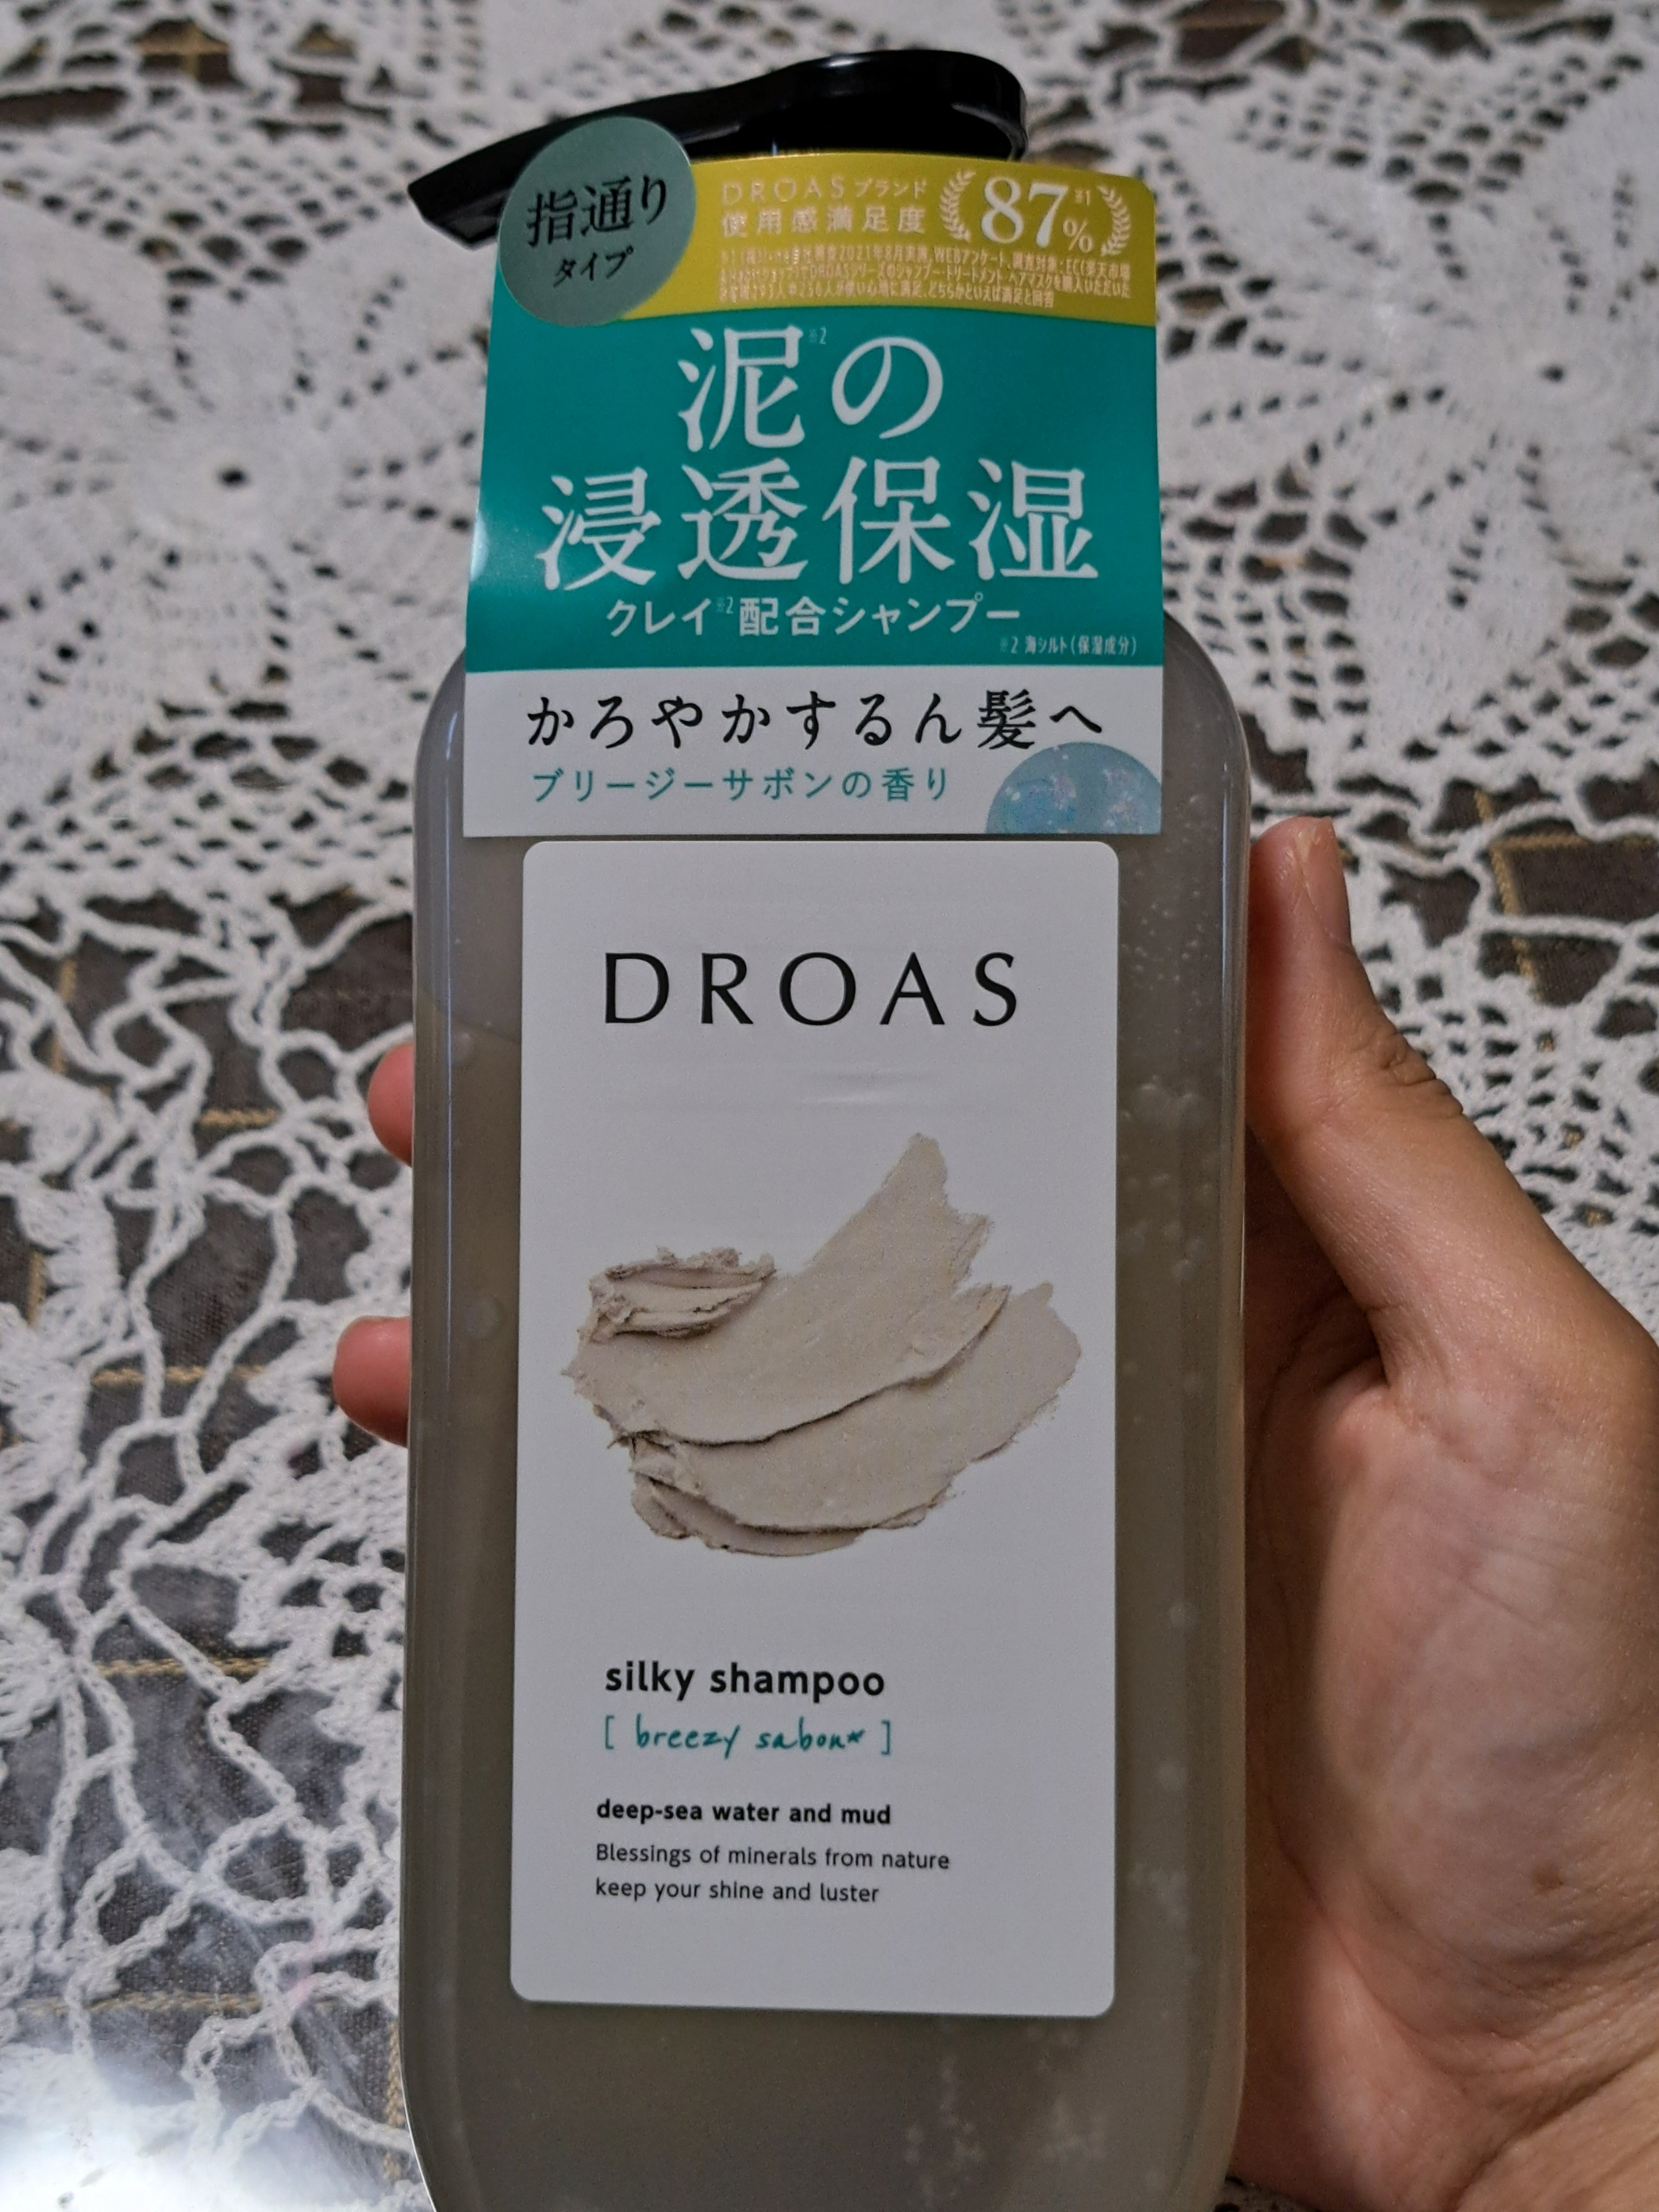 指通り
タイプ
DROASブランド
使用感満足度
87%※1
泥※2の
浸透保湿
クレイ※2配合シャンプー
※2 海シルト(保湿成分)
かろやかするん髪へ
ブリージーサボンの香り
DROAS
silky shampoo
[ breezy sabon* ]
deep-sea water and mud
Blessings of minerals from nature
keep your shine and luster